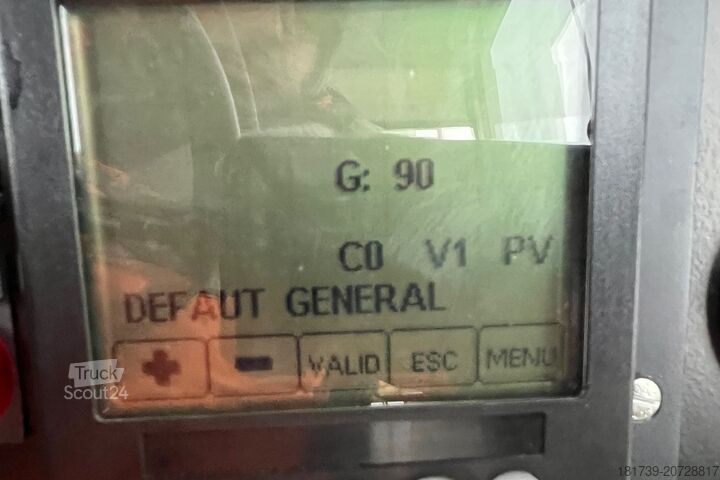 G: 90
C0 V1 PV
DEFAUT GENERAL
+ - VALID ESC MENU
Truck
Scout24
181739-20728817